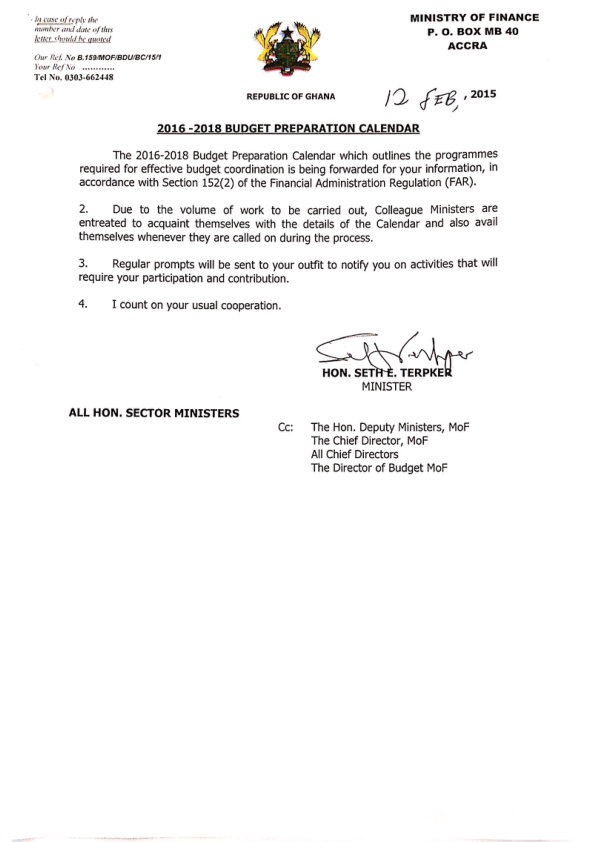 In case of reply the
number and date of this
letter should be quoted
Our Ref. No B.159/MOF/BDU/BC/15/1
Your Ref No ............
Tel No. 0303-662448
REPUBLIC OF GHANA
MINISTRY OF FINANCE
P. O. BOX MB 40
ACCRA
12 FEB, , 2015
2016 -2018 BUDGET PREPARATION CALENDAR
The 2016-2018 Budget Preparation Calendar which outlines the programmes
required for effective budget coordination is being forwarded for your information, in
accordance with Section 152(2) of the Financial Administration Regulation (FAR).
2. Due to the volume of work to be carried out, Colleague Ministers are
entreated to acquaint themselves with the details of the Calendar and also avail
themselves whenever they are called on during the process.
3. Regular prompts will be sent to your outfit to notify you on activities that will
require your participation and contribution.
4. I count on your usual cooperation.
Seth Terkper
HON. SETH E. TERPKER
MINISTER
ALL HON. SECTOR MINISTERS
Cc: The Hon. Deputy Ministers, MoF
The Chief Director, MoF
All Chief Directors
The Director of Budget MoF